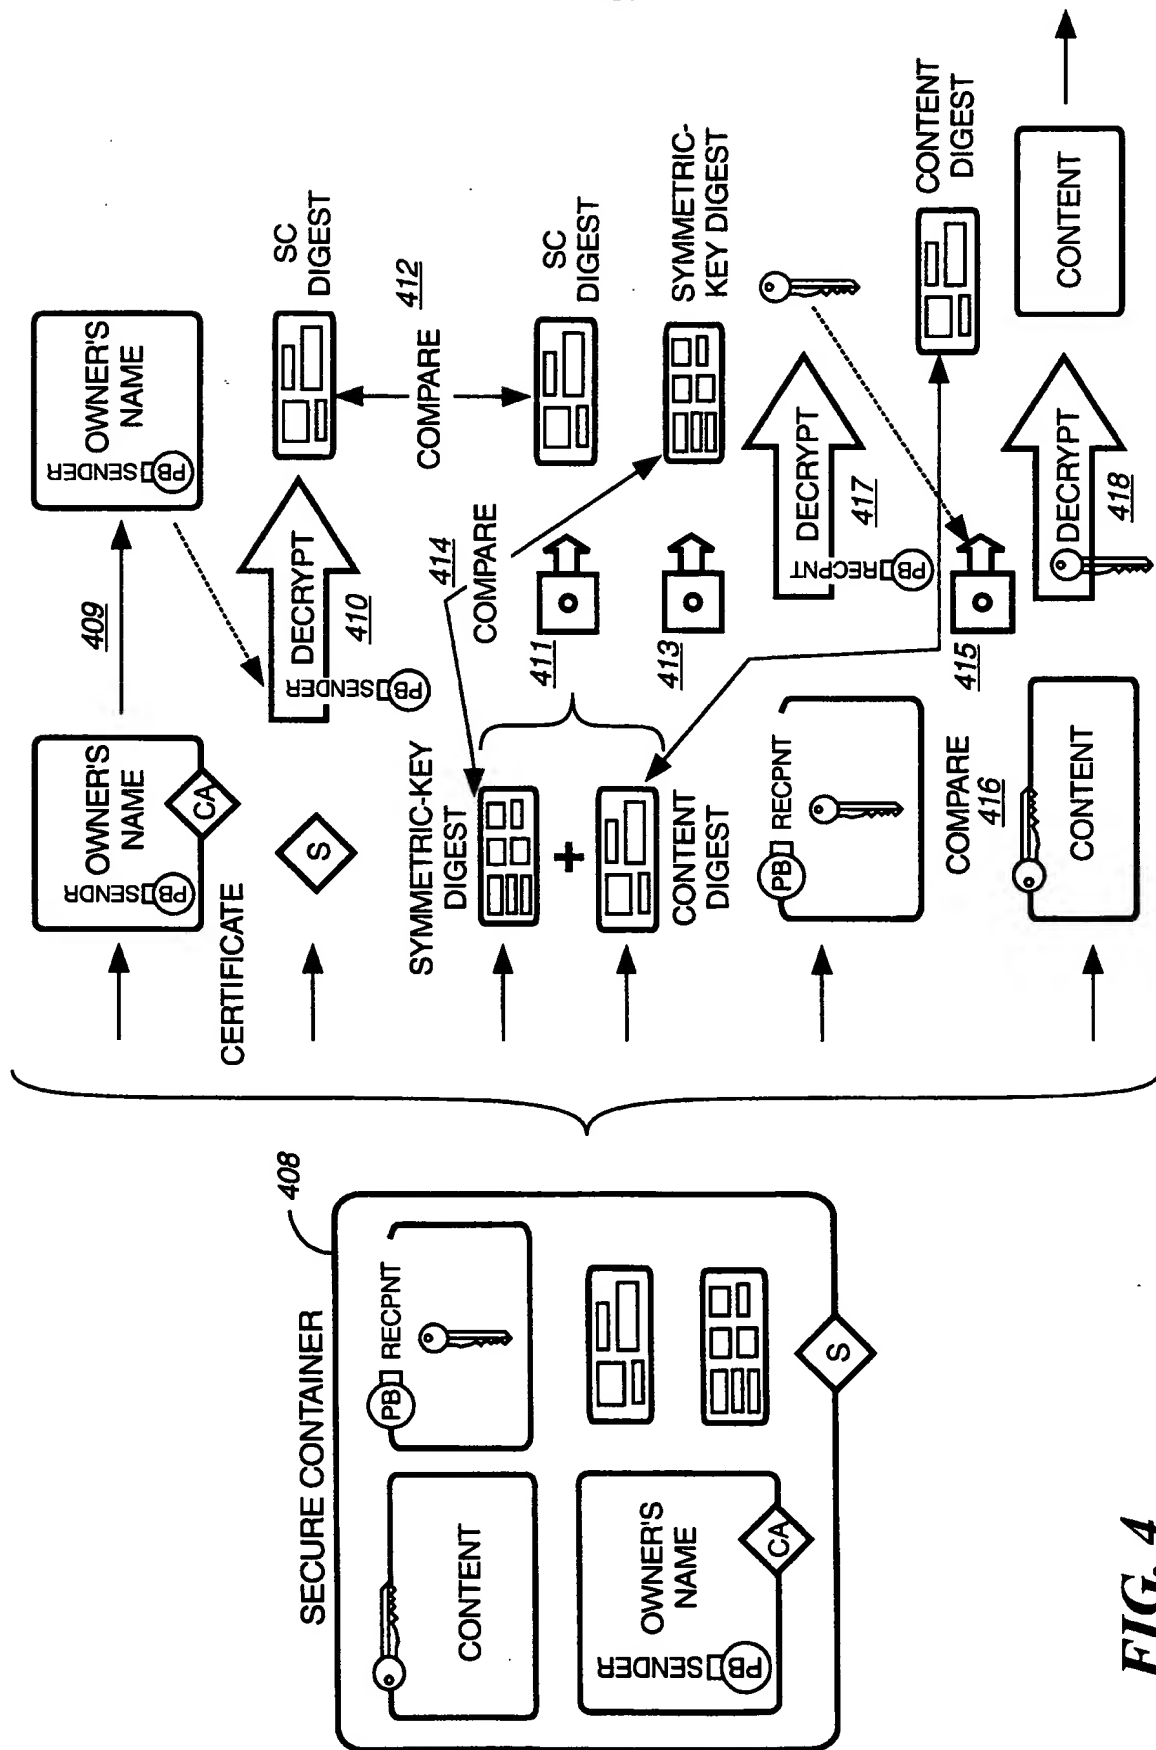 SECURE CONTAINER
408
CONTENT
PB RECPNT
PB SENDER
OWNER'S
NAME
CA
S
PB SENDR
OWNER'S
NAME
CA
CERTIFICATE
409
PB SENDER
OWNER'S
NAME
S
PB SENDER
DECRYPT
410
SC
DIGEST
COMPARE
412
SYMMETRIC-KEY
DIGEST
+
CONTENT
DIGEST
414
COMPARE
411
SC
DIGEST
413
SYMMETRIC-
KEY DIGEST
PB RECPNT
PB RECPNT
DECRYPT
417
COMPARE
416
415
CONTENT
DIGEST
CONTENT
DECRYPT
418
CONTENT
FIG. 4